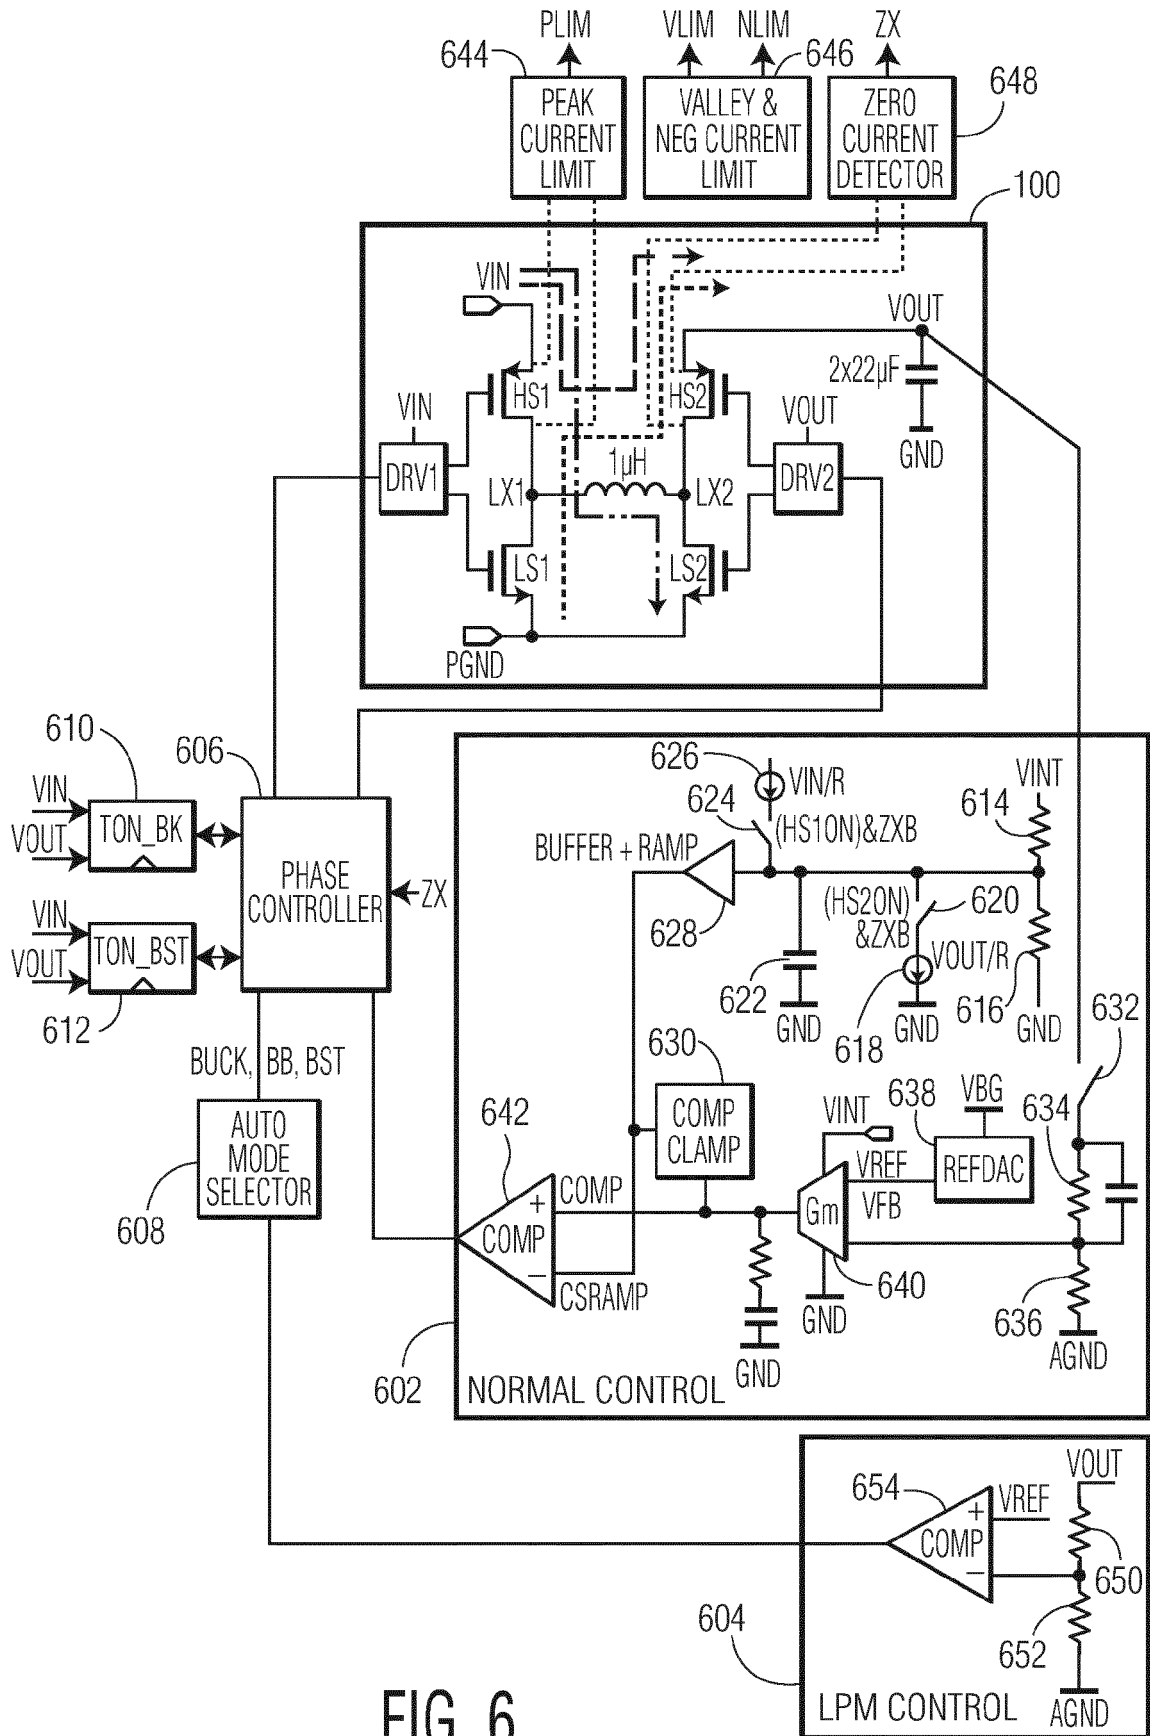 PLIM
VLIM
NLIM
ZX
644
646
648
PEAK
CURRENT
LIMIT
VALLEY &
NEG CURRENT
LIMIT
ZERO
CURRENT
DETECTOR
100
VIN
VOUT
HS1
HS2
2x22µF
GND
VIN
VOUT
DRV1
DRV2
1µH
LX1
LX2
LS1
LS2
PGND
610
606
VIN
VOUT
TON_BK
PHASE
CONTROLLER
ZX
VIN
VOUT
TON_BST
612
BUCK, BB, BST
AUTO
MODE
SELECTOR
608
626
VIN/R
VINT
624
614
(HS1ON)&ZXB
BUFFER + RAMP
628
(HS2ON)
&ZXB
620
622
VOUT/R
618
616
GND
GND
GND
632
630
COMP
CLAMP
VINT
638
VBG
634
REFDAC
642
COMP
VREF
VFB
+
COMP
−
Gm
CSRAMP
640
GND
636
GND
AGND
602
NORMAL CONTROL
654
VOUT
VREF
+
COMP
−
650
652
604
LPM CONTROL
AGND
FIG. 6